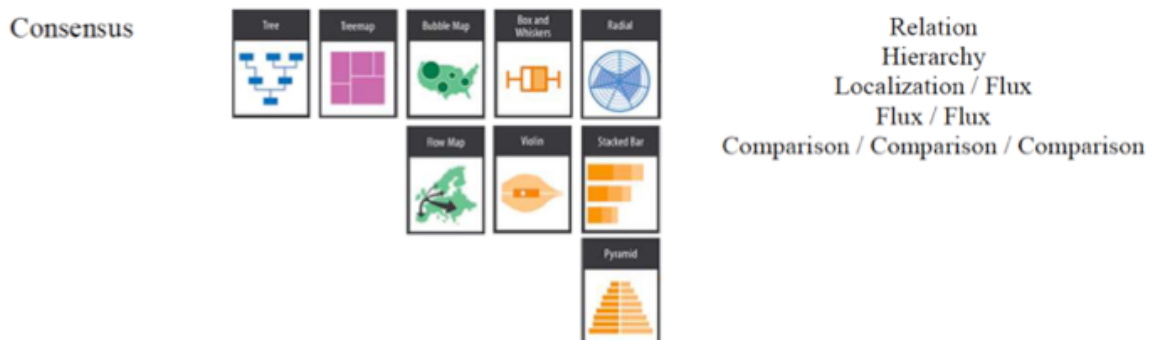 Consensus
Tree
Treemap
Bubble Map
Box and
Whiskers
Radial
Flow Map
Violin
Stacked Bar
Pyramid
Relation
Hierarchy
Localization / Flux
Flux / Flux
Comparison / Comparison / Comparison